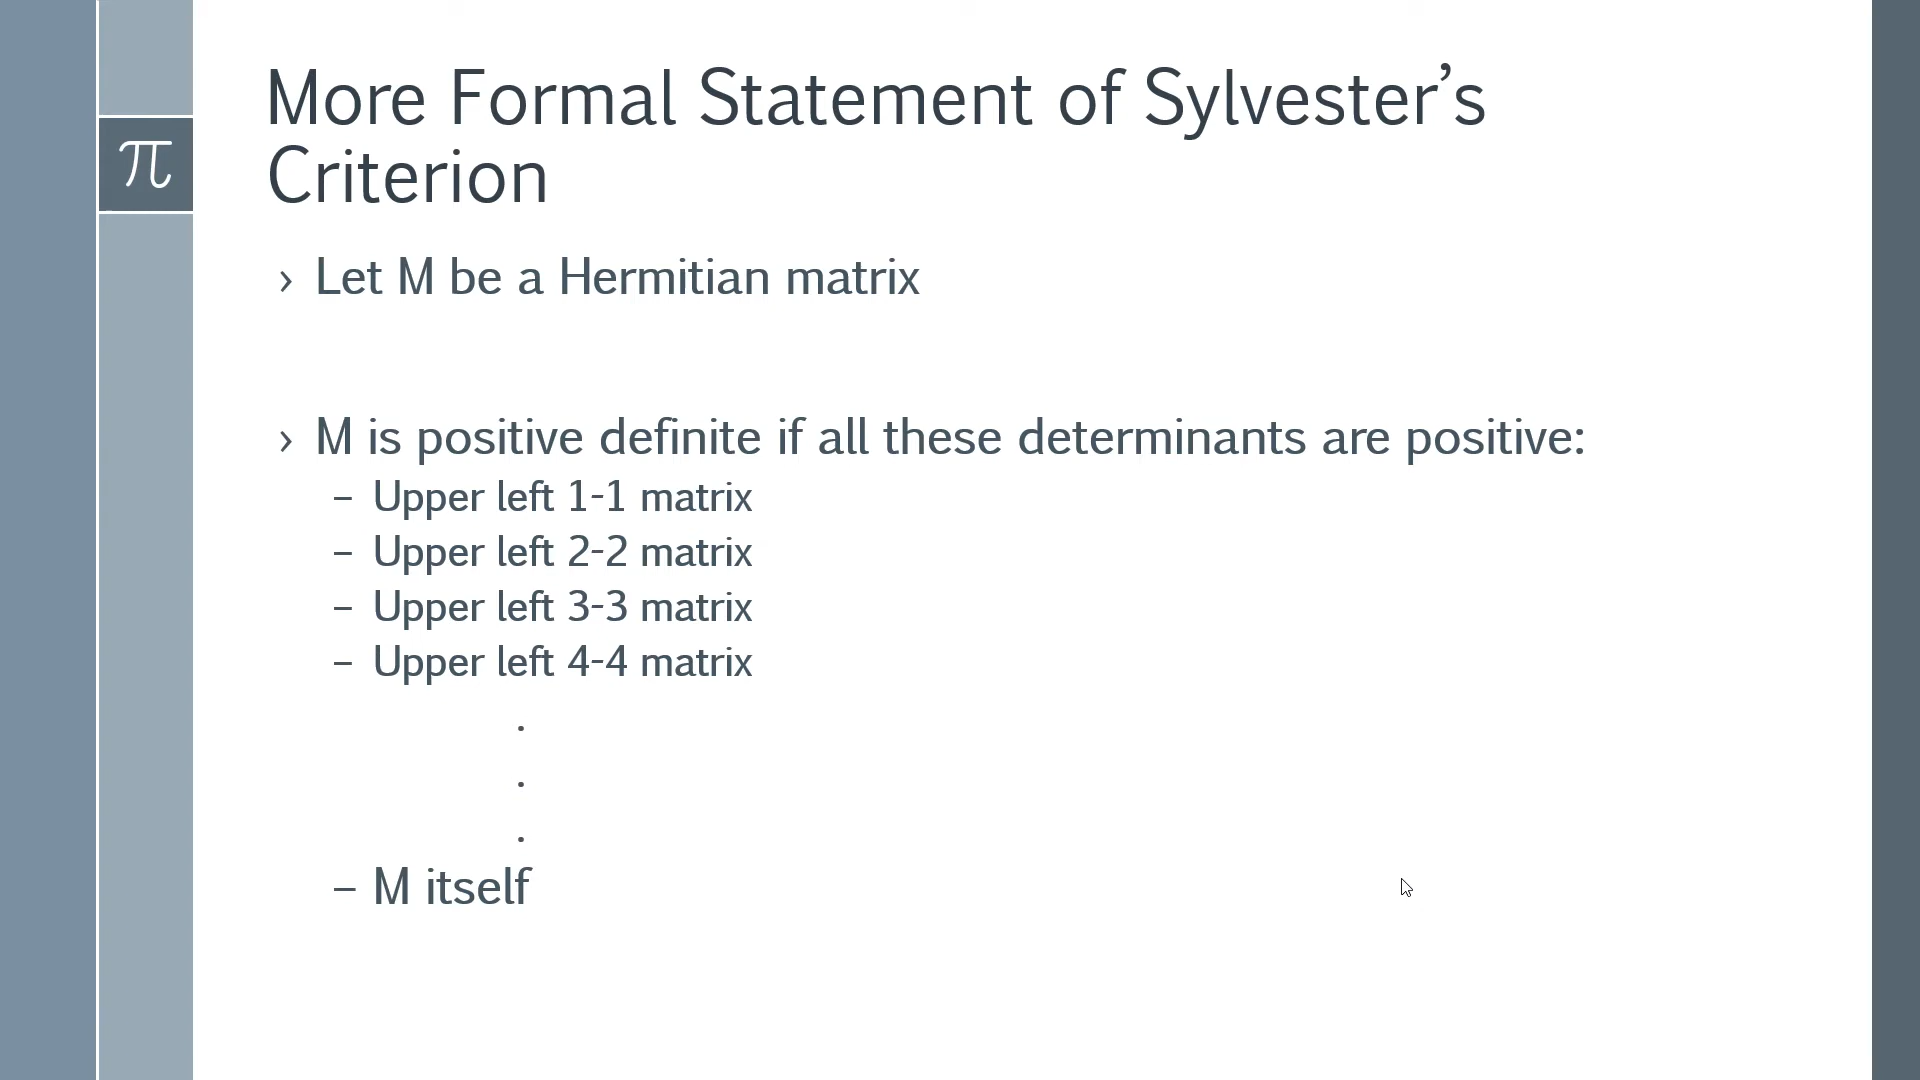 More Formal Statement of Sylvester’s
Criterion
π
› Let M be a Hermitian matrix
› M is positive definite if all these determinants are positive:
– Upper left 1-1 matrix
– Upper left 2-2 matrix
– Upper left 3-3 matrix
– Upper left 4-4 matrix
.
.
.
– M itself